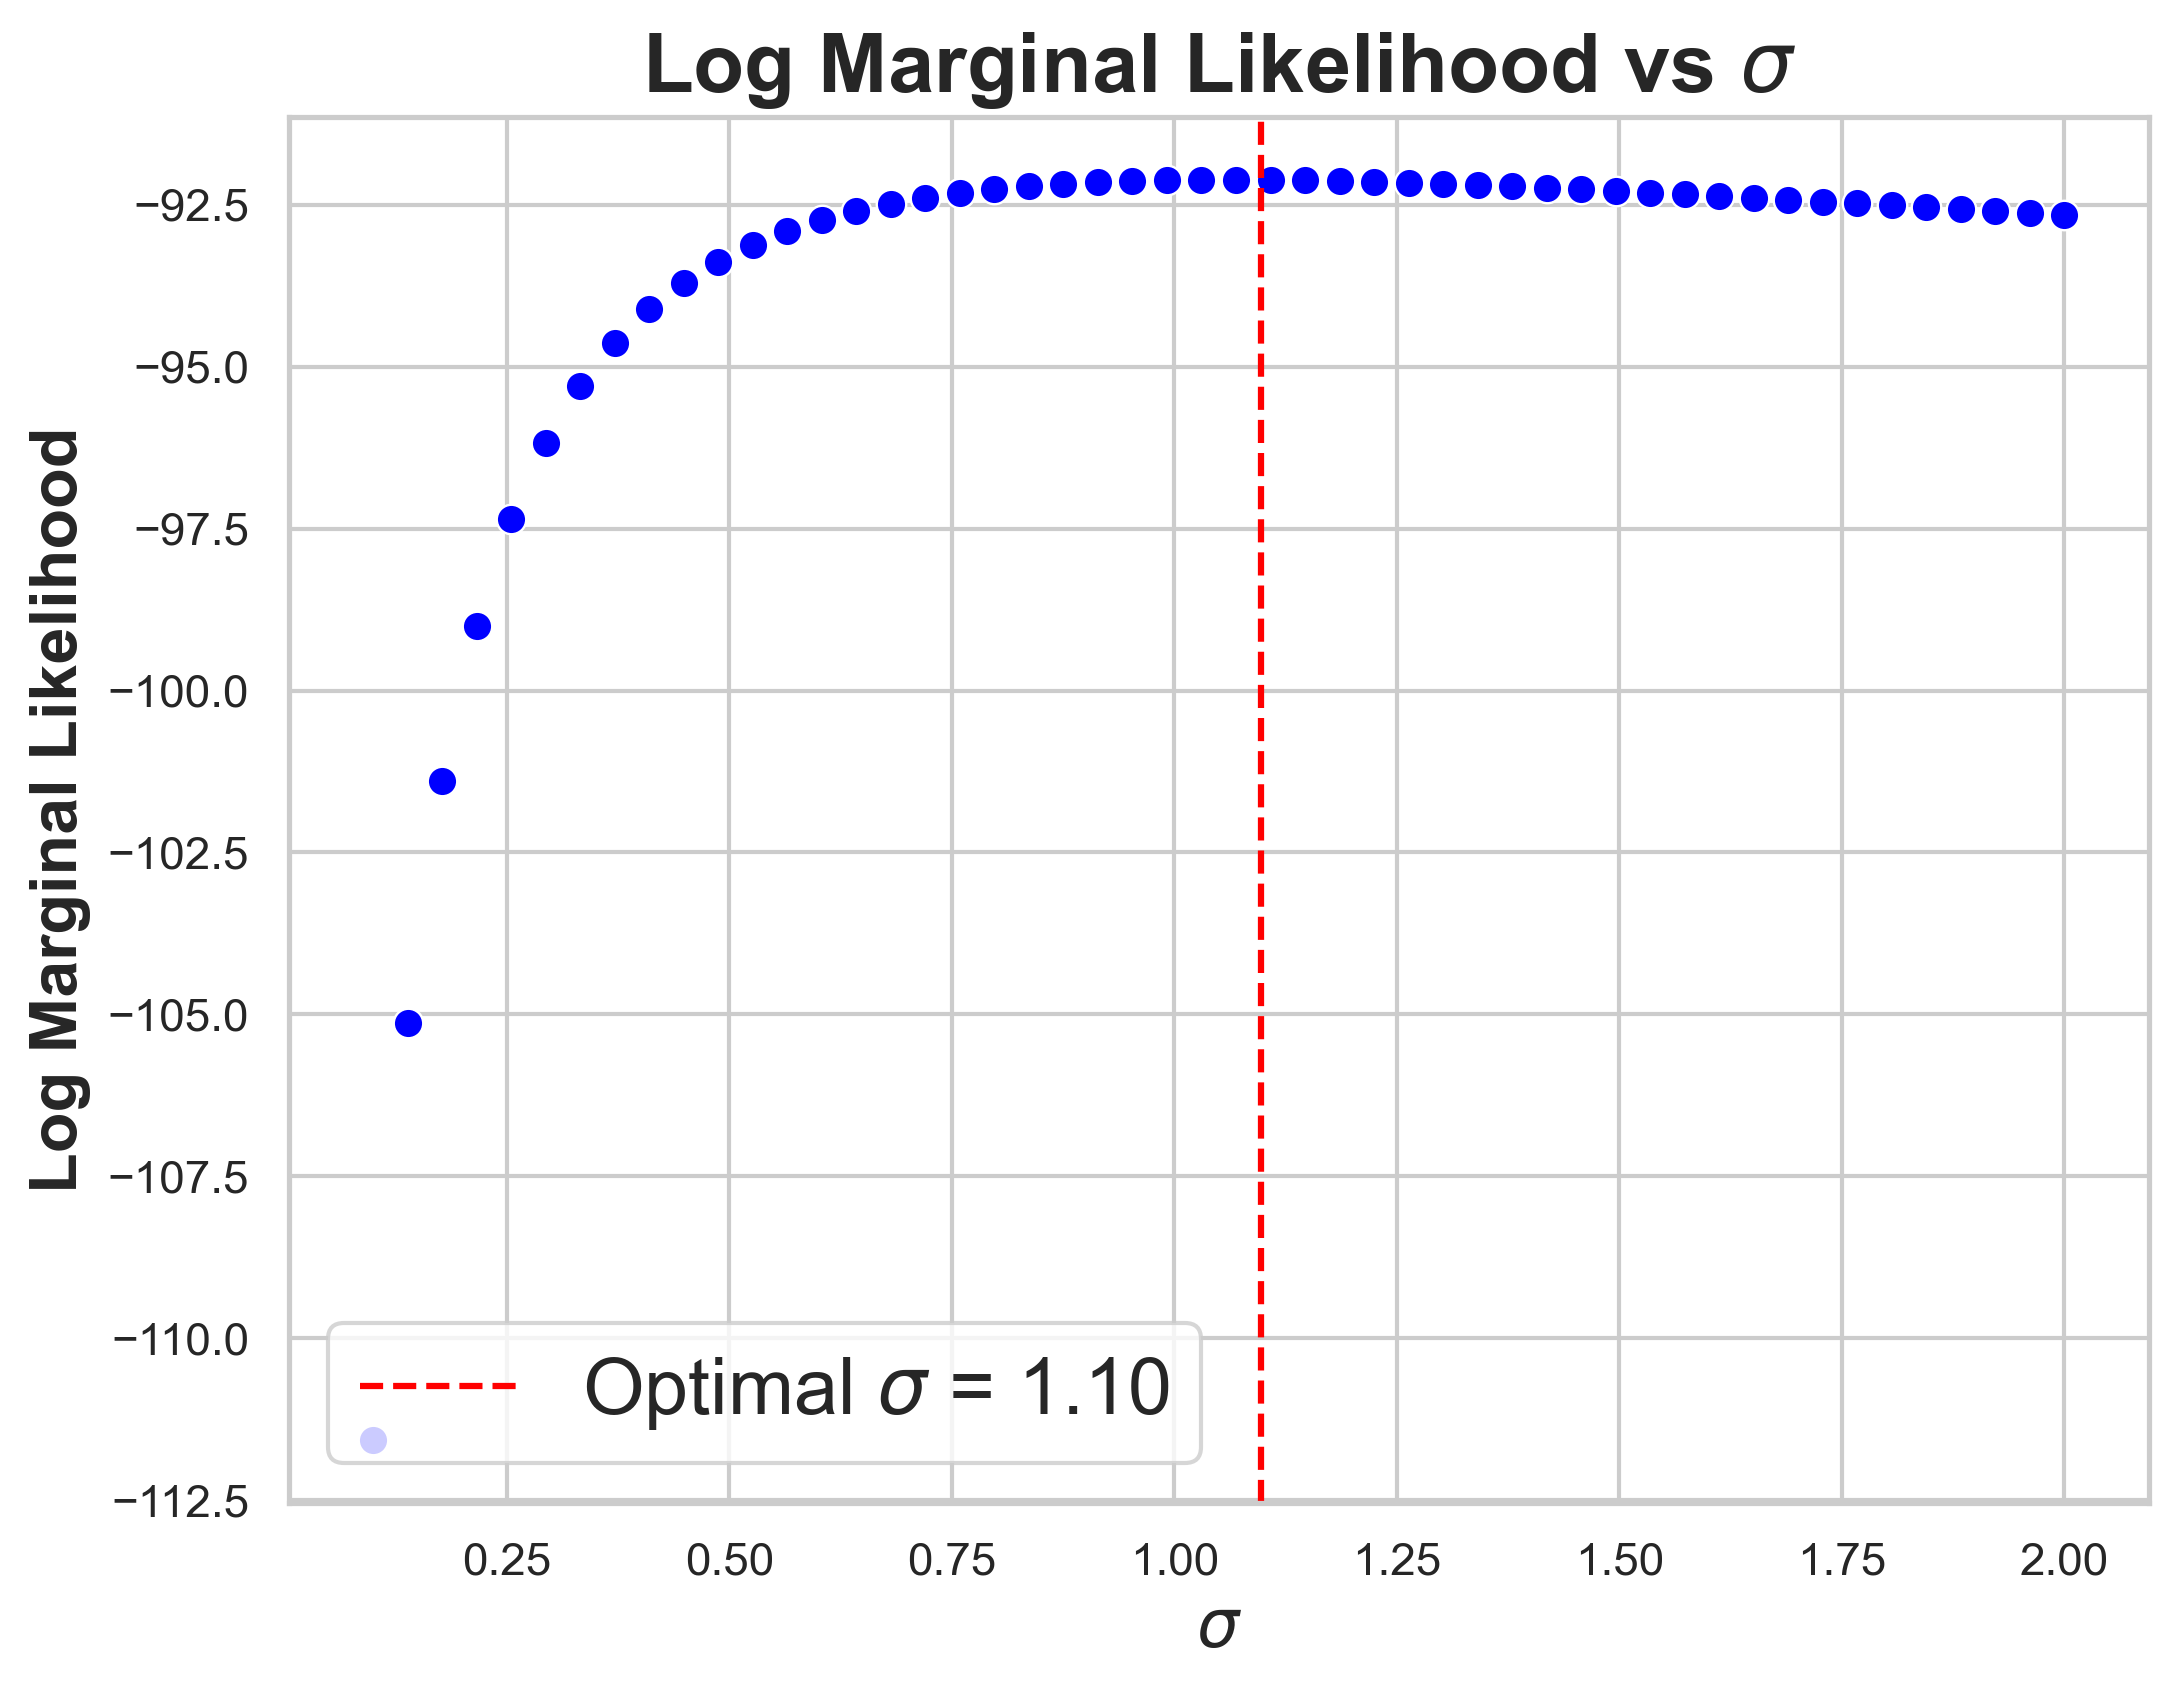 Log Marginal Likelihood vs σ
Log Marginal Likelihood
−92.5
−95.0
−97.5
−100.0
−102.5
−105.0
−107.5
−110.0
−112.5
Optimal σ = 1.10
0.25 0.50 0.75 1.00 1.25 1.50 1.75 2.00
σ